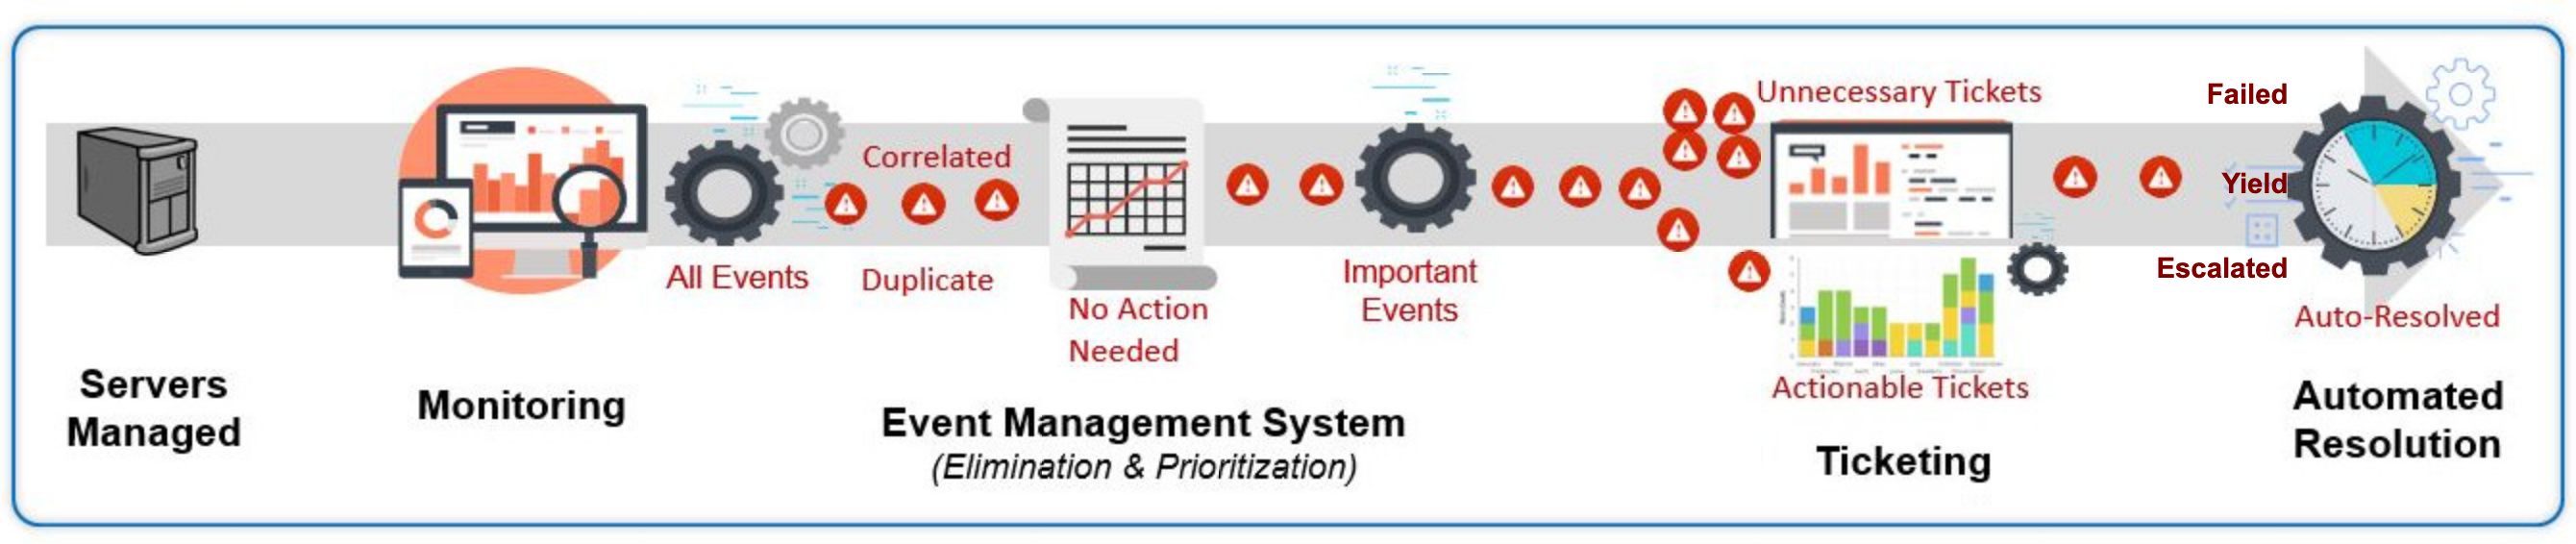 Servers
Managed
Monitoring
All Events
Correlated
Duplicate
No Action
Needed
Event Management System
(Elimination & Prioritization)
Important
Events
Unnecessary Tickets
Actionable Tickets
Ticketing
Failed
Yield
Escalated
Auto-Resolved
Automated
Resolution